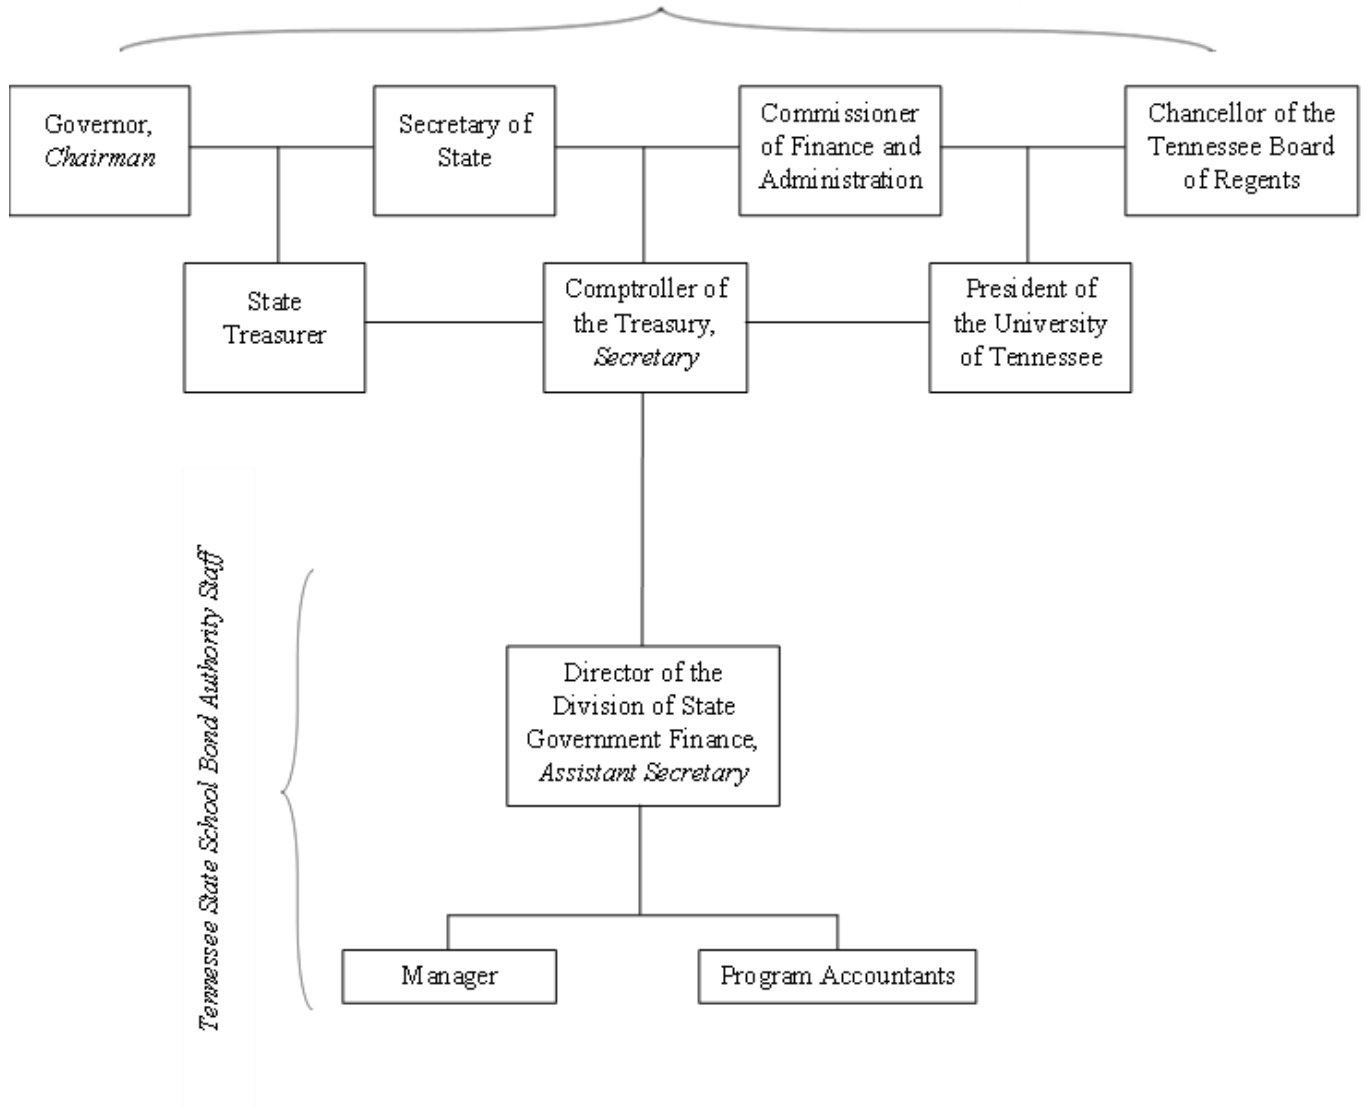 Governor,
Chairman
Secretary of
State
Commissioner
of Finance and
Administration
Chancellor of the
Tennessee Board
of Regents
State
Treasurer
Comptroller of
the Treasury,
Secretary
President of
the University
of Tennessee
Tennessee State School Bond Authority Staff
Director of the
Division of State
Government Finance,
Assistant Secretary
Manager
Program Accountants